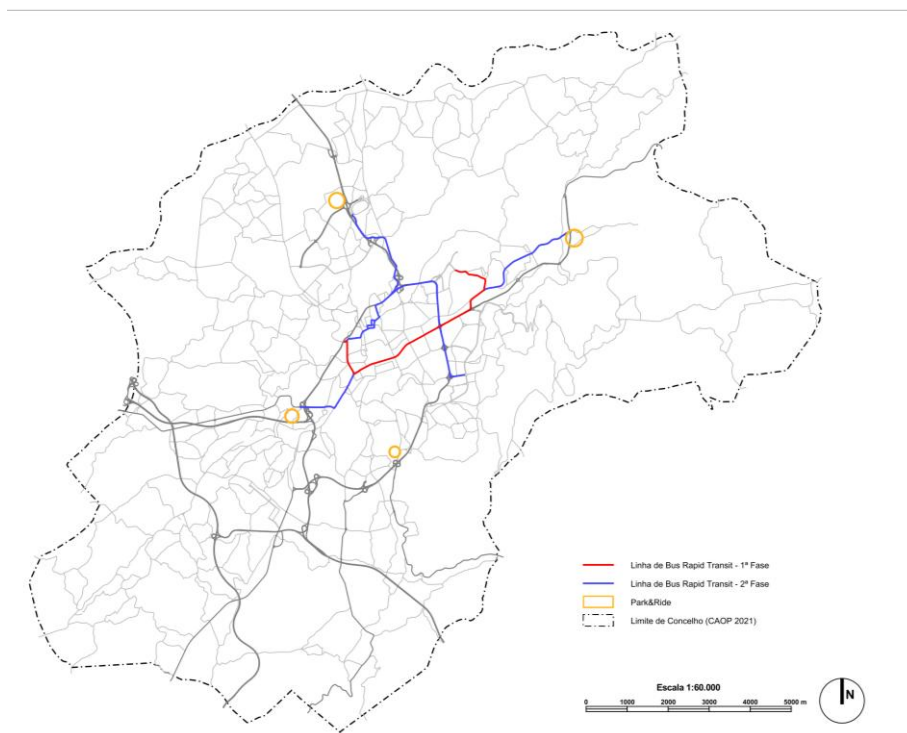 Linha de Bus Rapid Transit - 1ª Fase
Linha de Bus Rapid Transit - 2ª Fase
Park&Ride
Limite de Concelho (CAOP 2021)
Escala 1:60.000
0 1000 2000 3000 4000 5000 m
N